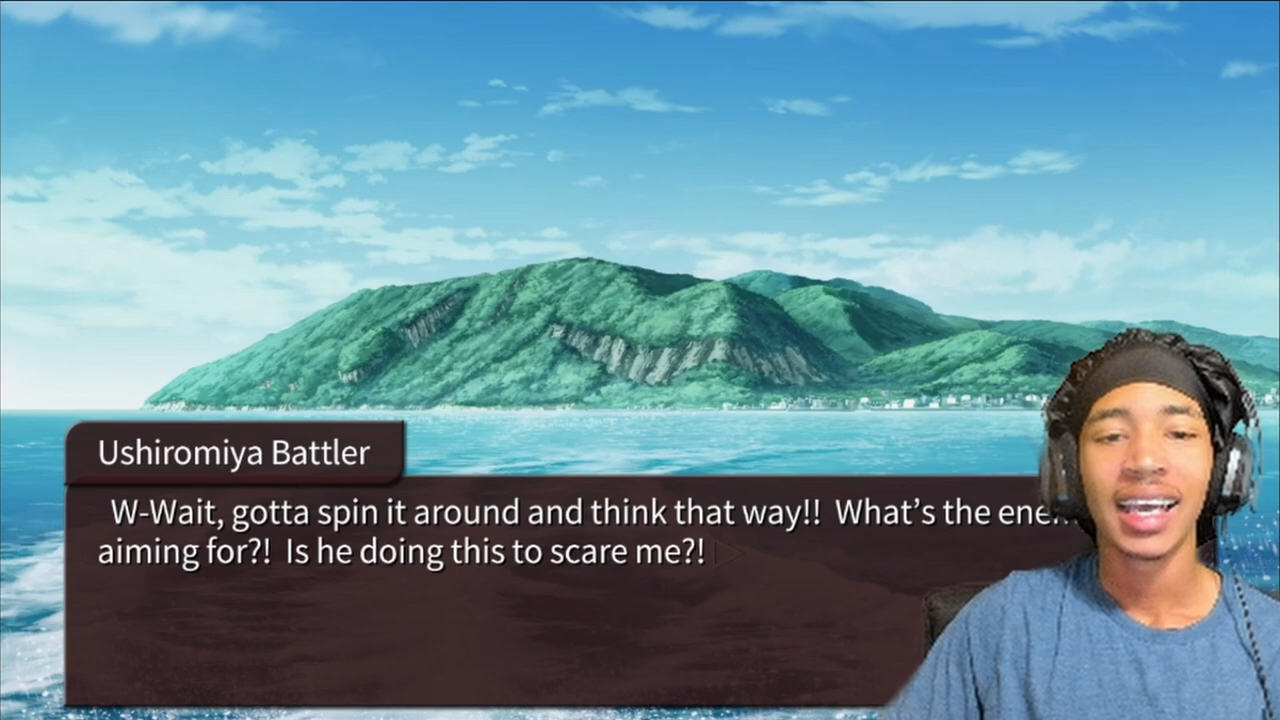 Ushiromiya Battler
W-Wait, gotta spin it around and think that way!! What's the
aiming for?! Is he doing this to scare me?!